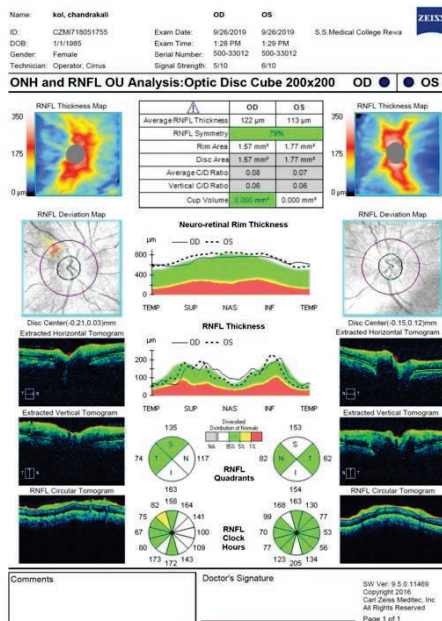 Name: kol, chandrakali OD OS ZEISS
ID: CZMI718051755 Exam Date: 9/26/2019 9/26/2019 S.S.Medical College Rewa
DOB: 1/1/1985 Exam Time: 1:28 PM 1:29 PM
Gender: Female Serial Number: 500-33012 500-33012
Technician: Operator, Cirrus Signal Strength: 5/10 6/10
ONH and RNFL OU Analysis:Optic Disc Cube 200x200 OD OS
RNFL Thickness Map
350
175
0 µm
OD OS
Average RNFL Thickness 122 µm 113 µm
RNFL Symmetry 79%
Rim Area 1.57 mm² 1.77 mm²
Disc Area 1.57 mm² 1.77 mm²
Average C/D Ratio 0.08 0.07
Vertical C/D Ratio 0.06 0.06
Cup Volume 0.000 mm³ 0.000 mm³
RNFL Thickness Map
350
175
0 µm
RNFL Deviation Map
Disc Center(-0.21,0.03)mm
Neuro-retinal Rim Thickness
µm OD OS
800
400
0
TEMP SUP NAS INF TEMP
RNFL Deviation Map
Disc Center(-0.15,0.12)mm
Extracted Horizontal Tomogram
RNFL Thickness
µm OD OS
200
100
0
TEMP SUP NAS INF TEMP
Extracted Horizontal Tomogram
Extracted Vertical Tomogram
Diversified
Distribution of Normals
NA 95% 5% 1%
135
74 S T N I 117
163
RNFL
Quadrants
153
82 S N T I 62
154
Extracted Vertical Tomogram
RNFL Circular Tomogram
158
82 164
75 141
67 100
80 109
173 143
172
RNFL
Clock
Hours
163
168 130
99 77
70 53
77 56
123 134
205
RNFL Circular Tomogram
Comments
Doctor's Signature
SW Ver: 9.5.0.11469
Copyright 2016
Carl Zeiss Meditec, Inc
All Rights Reserved
Page 1 of 1